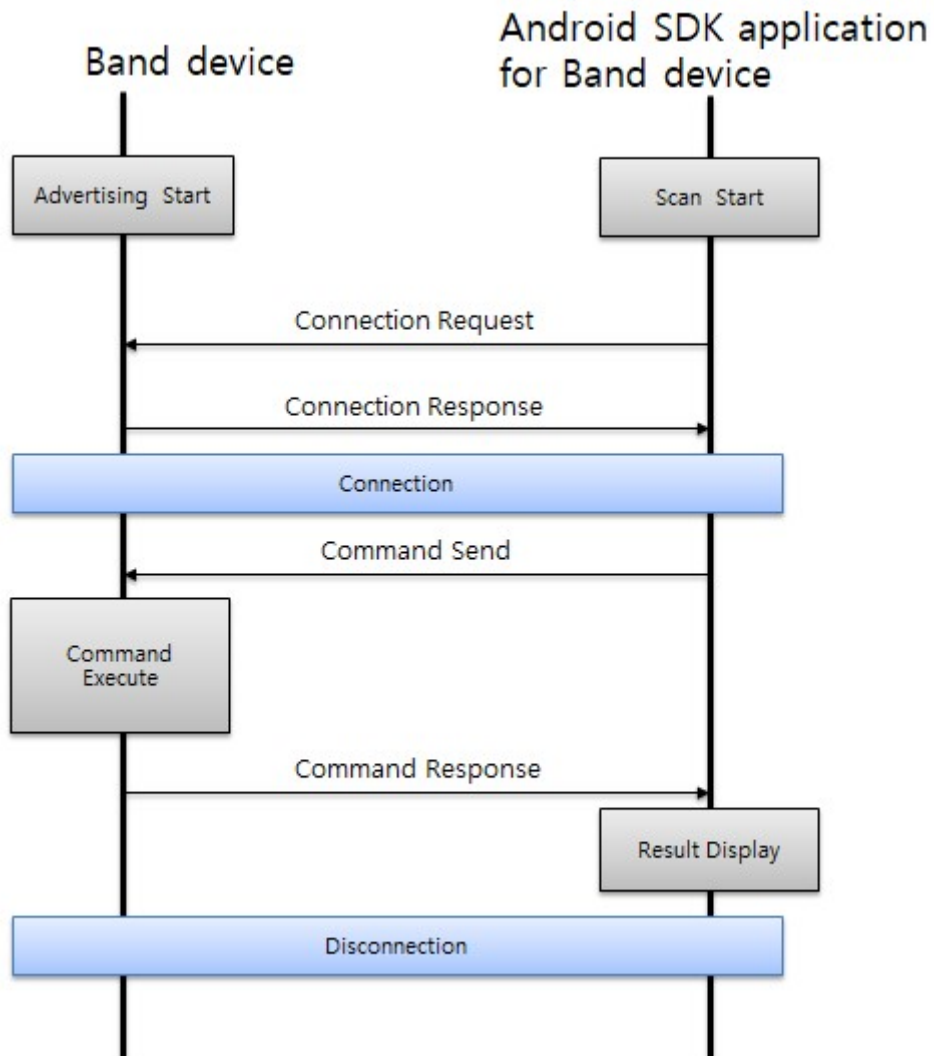 Band device
Android SDK application
for Band device
Advertising Start
Scan Start
Connection Request
Connection Response
Connection
Command Send
Command
Execute
Command Response
Result Display
Disconnection